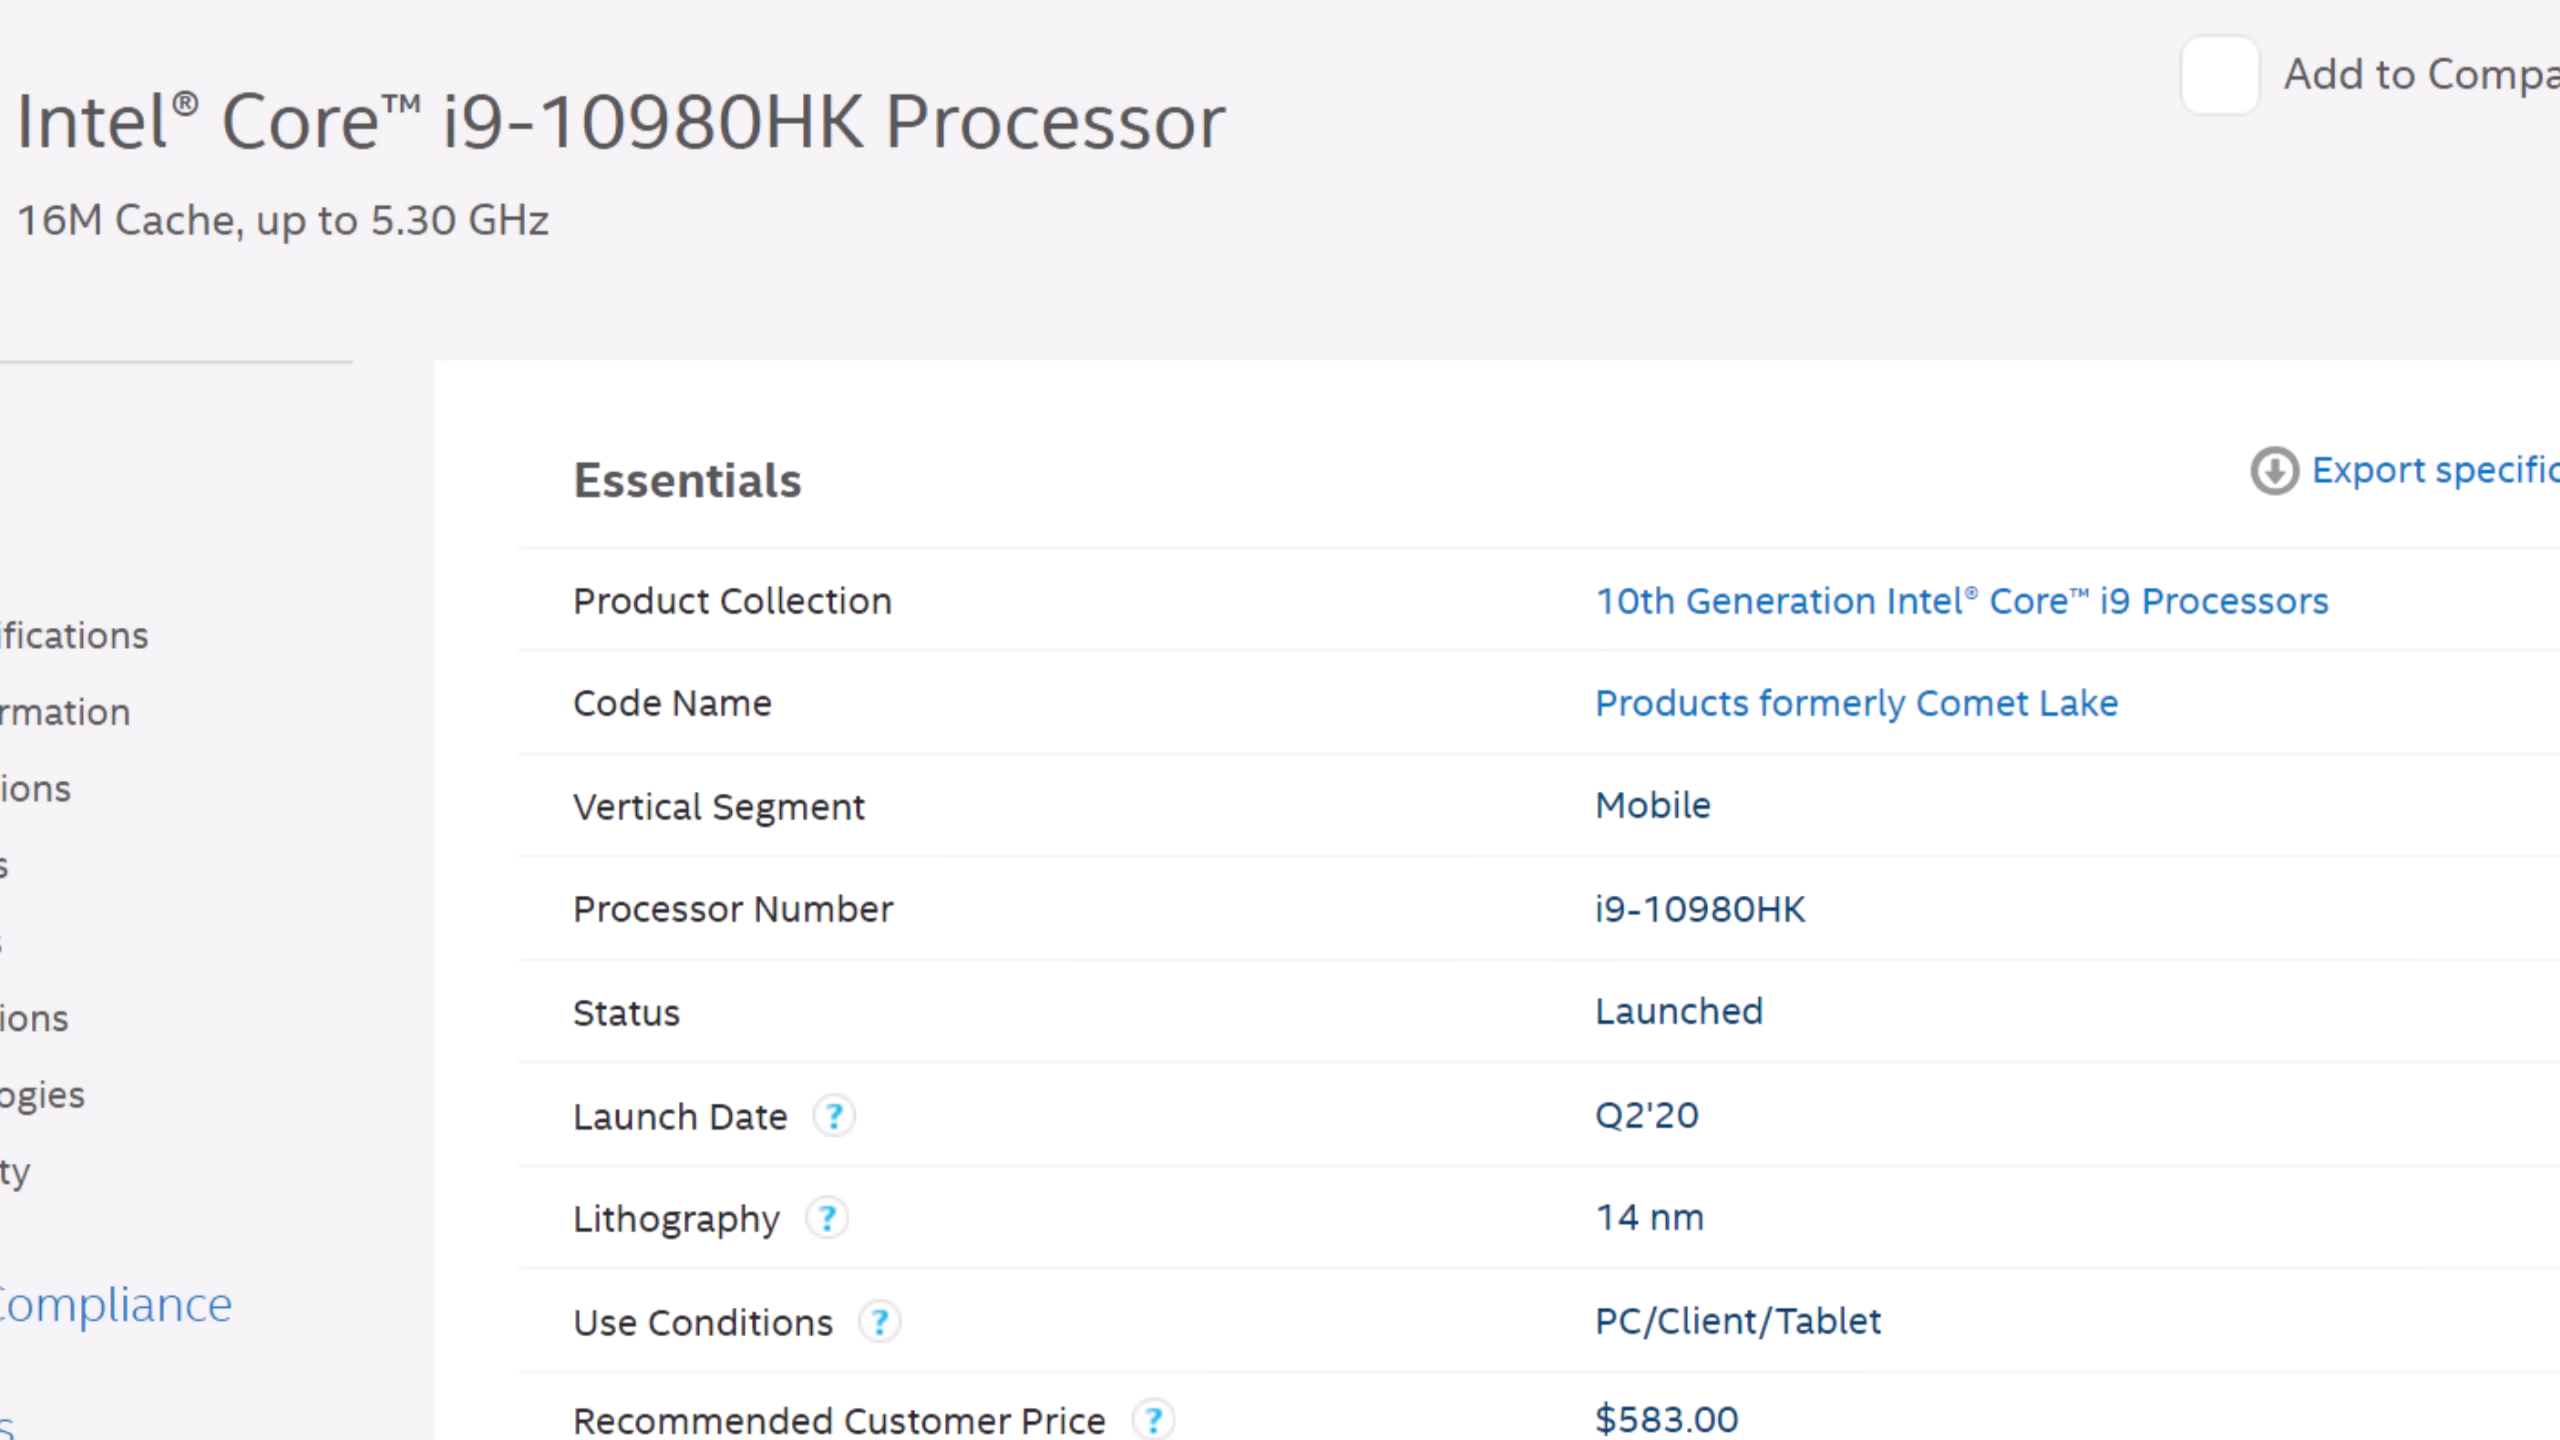 Add to Compa
Intel® Core™ i9-10980HK Processor
16M Cache, up to 5.30 GHz
Essentials
Export specific
Product Collection 10th Generation Intel® Core™ i9 Processors
ifications
Code Name Products formerly Comet Lake
rmation
ions
Vertical Segment Mobile
s
Processor Number i9-10980HK
s
Status Launched
ions
ogies
Launch Date ? Q2'20
ty
Lithography ? 14 nm
Compliance
Use Conditions ? PC/Client/Tablet
s
Recommended Customer Price ? $583.00